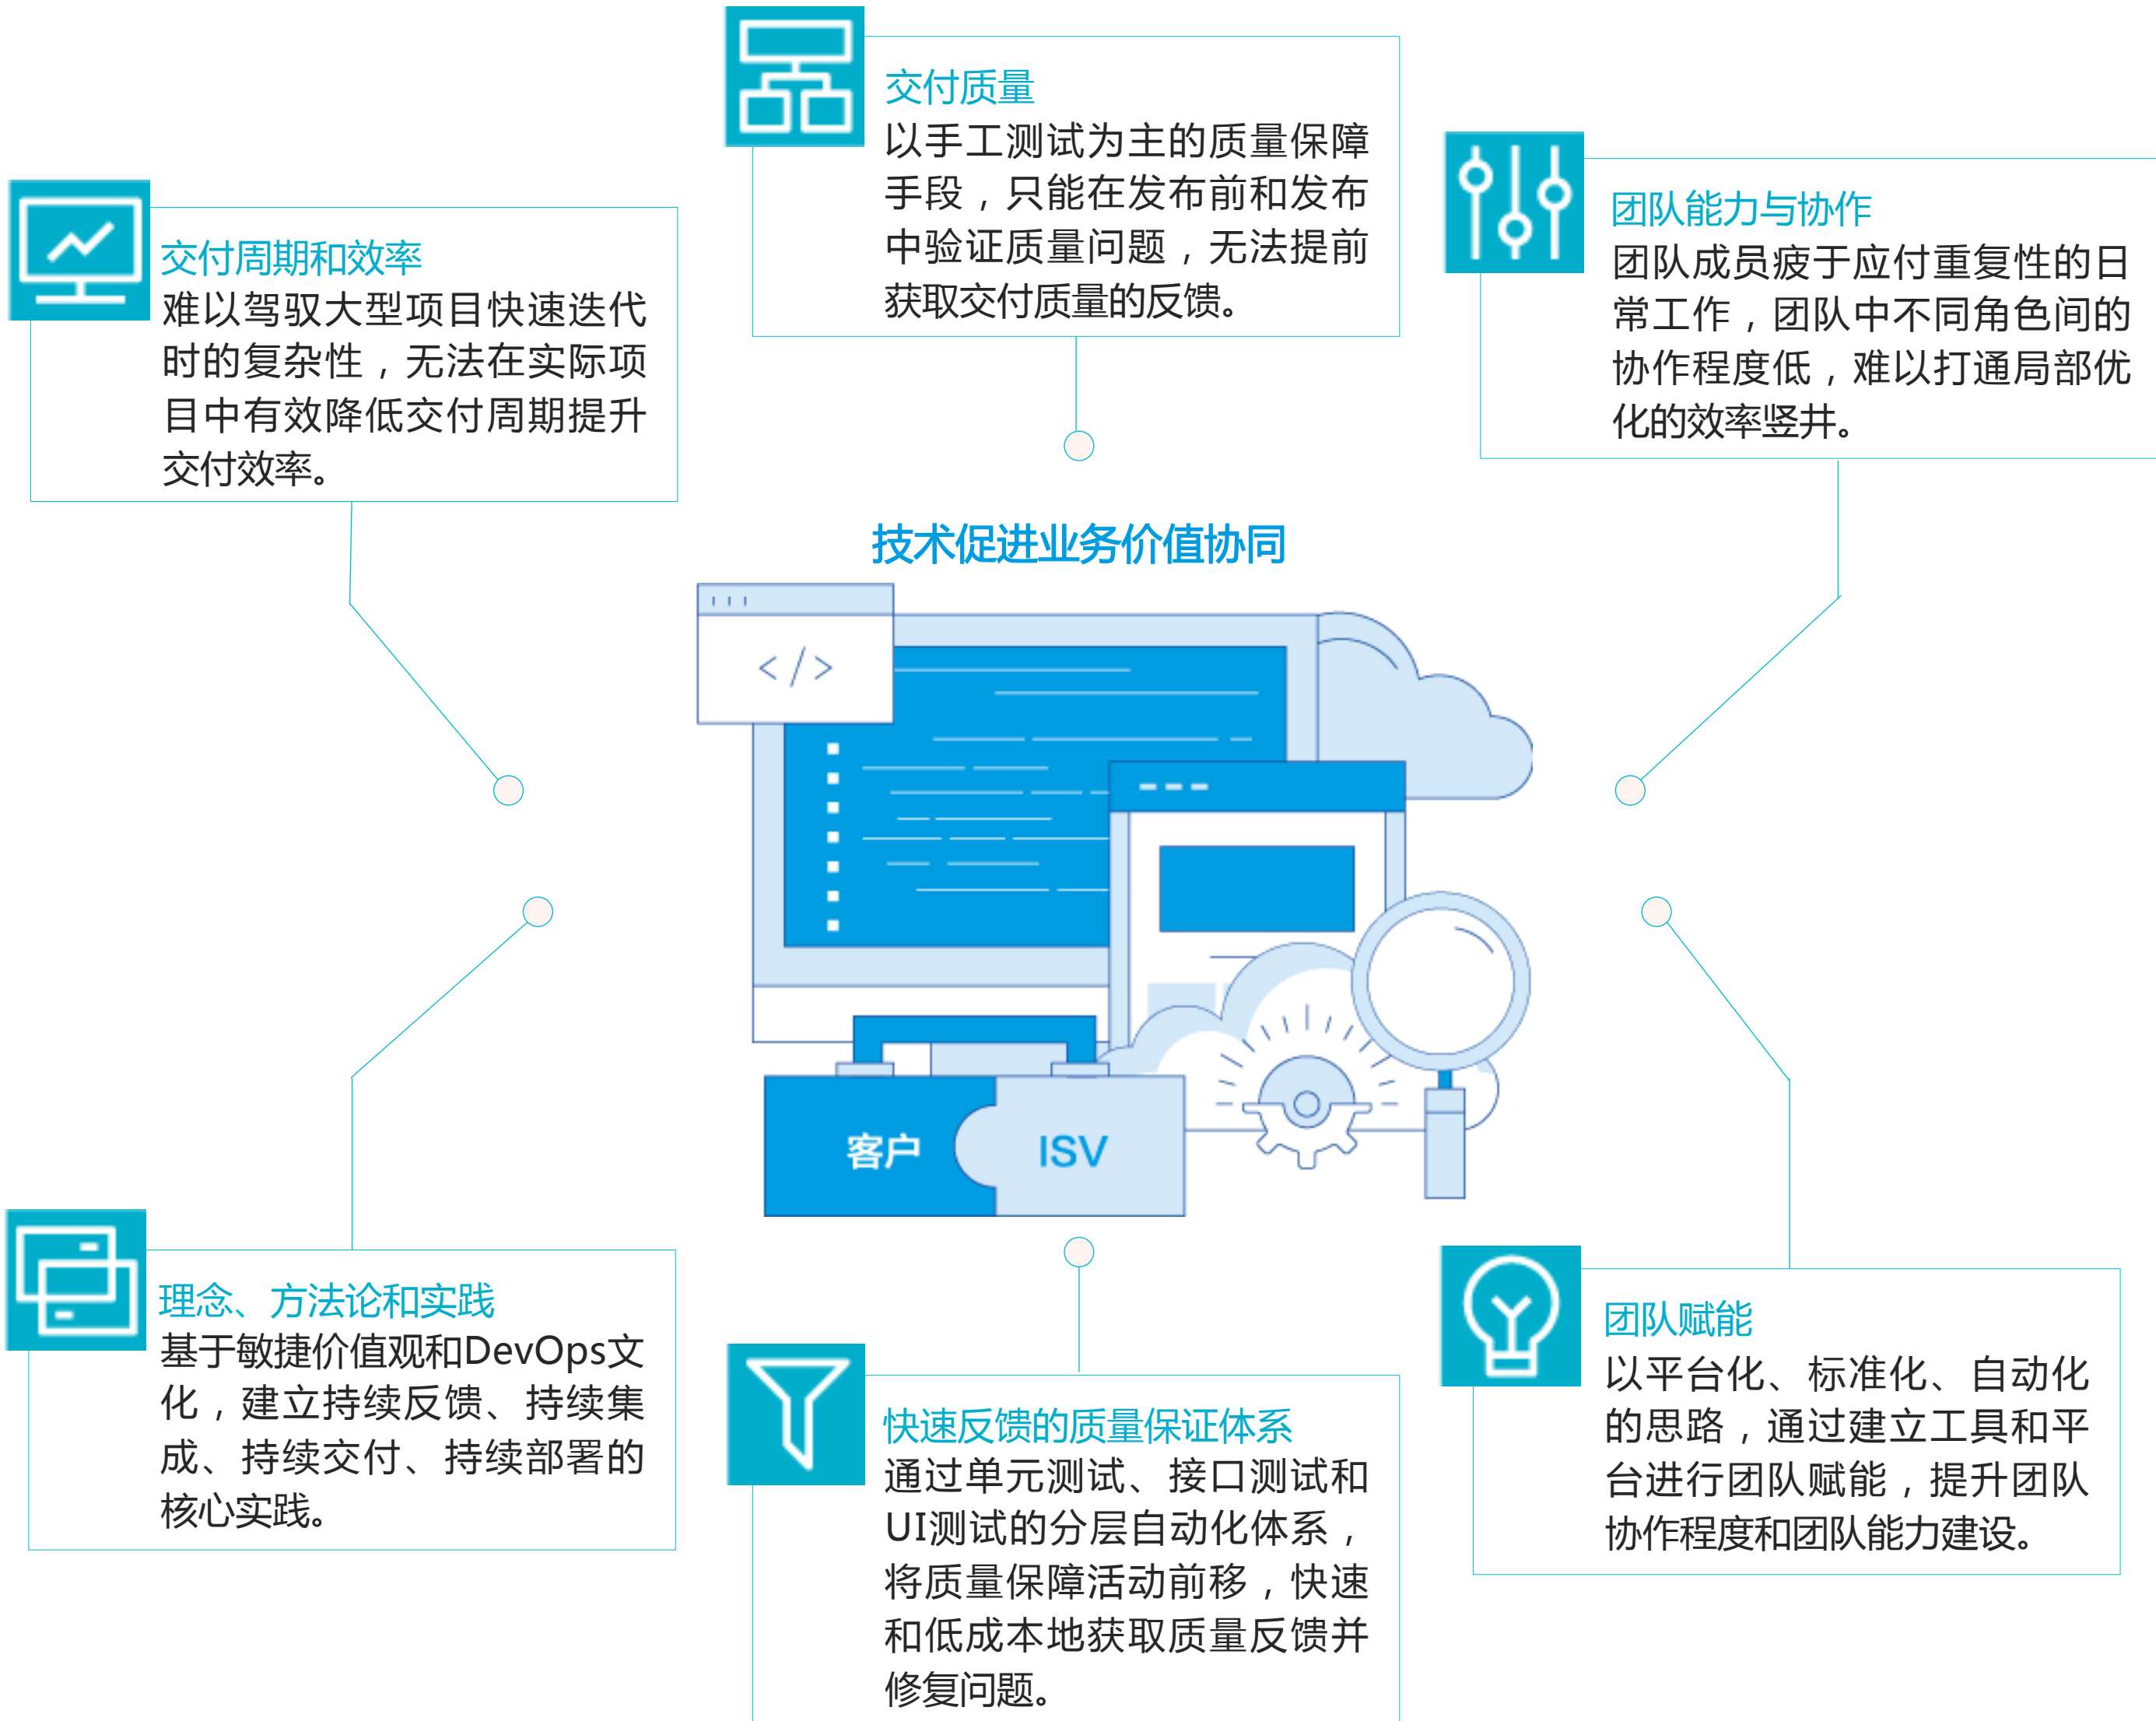 交付周期和效率
难以驾驭大型项目快速迭代
时的复杂性，无法在实际项
目中有效降低交付周期提升
交付效率。
交付质量
以手工测试为主的质量保障
手段，只能在发布前和发布
中验证质量问题，无法提前
获取交付质量的反馈。
团队能力与协作
团队成员疲于应付重复性的日
常工作，团队中不同角色间的
协作程度低，难以打通局部优
化的效率竖井。
技术促进业务价值协同
</>
客户
ISV
理念、方法论和实践
基于敏捷价值观和DevOps文
化，建立持续反馈、持续集
成、持续交付、持续部署的
核心实践。
快速反馈的质量保证体系
通过单元测试、接口测试和
UI测试的分层自动化体系，
将质量保障活动前移，快速
和低成本地获取质量反馈并
修复问题。
团队赋能
以平台化、标准化、自动化
的思路，通过建立工具和平
台进行团队赋能，提升团队
协作程度和团队能力建设。